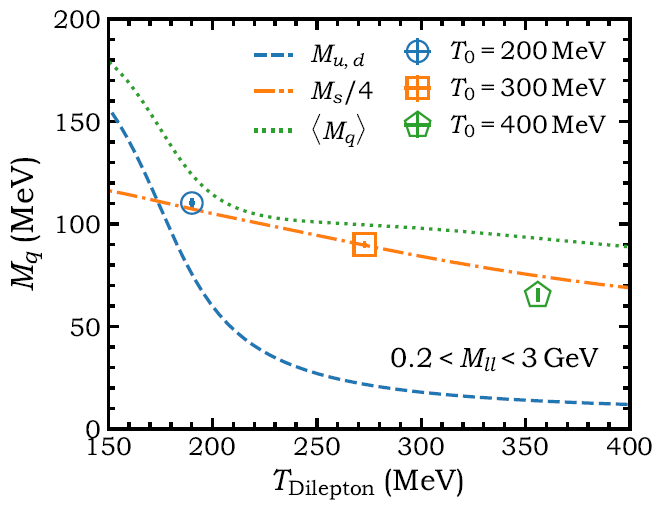 200
150
100
50
0
150 200 250 300 350 400
M_q (MeV)
T_Dilepton (MeV)
M_{u, d}
M_s/4
⟨M_q⟩
T_0 = 200 MeV
T_0 = 300 MeV
T_0 = 400 MeV
0.2 < M_{ll} < 3 GeV